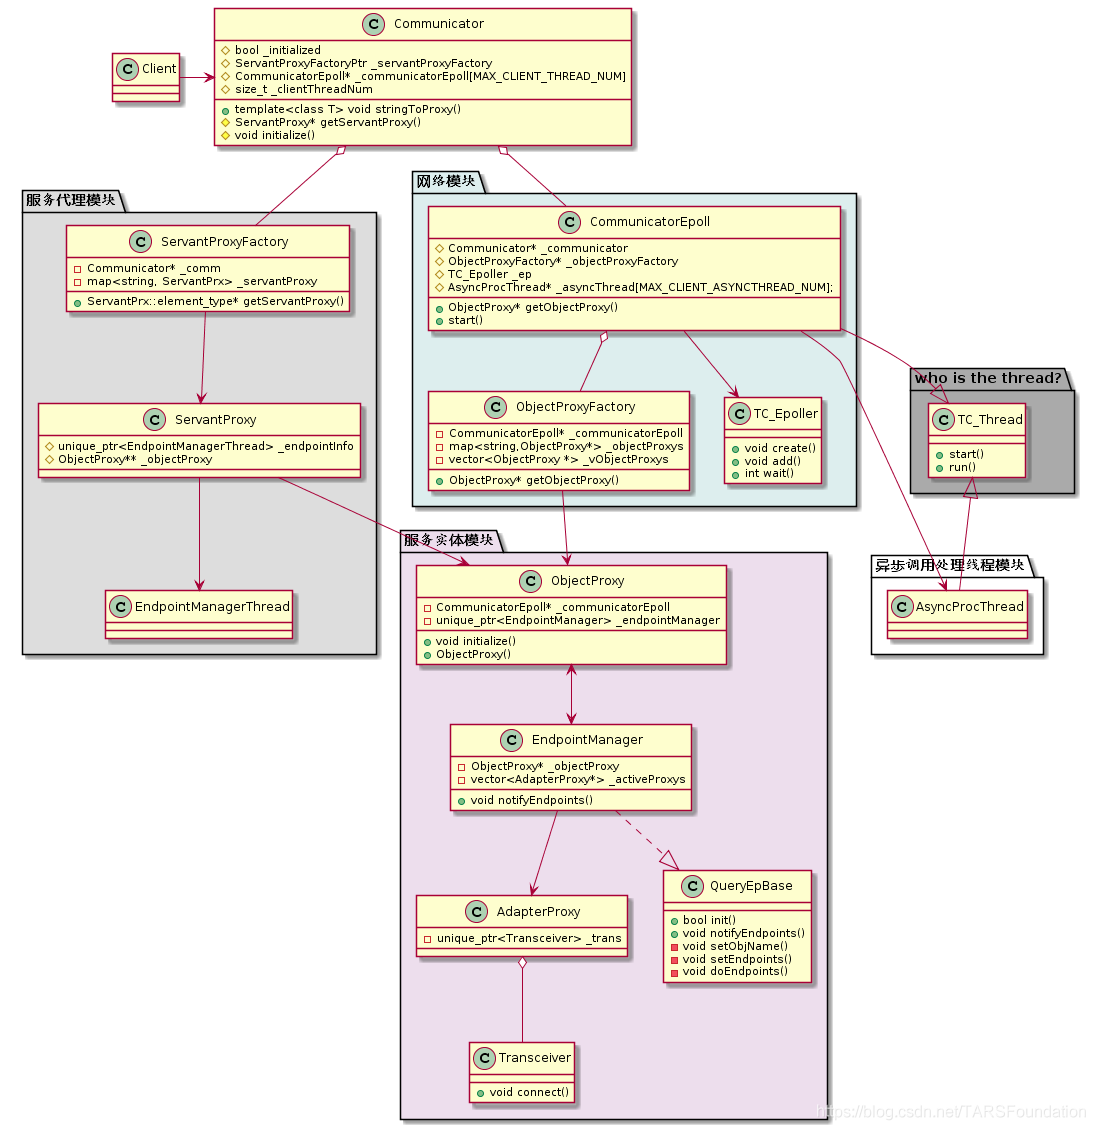 C Communicator
bool _initialized
ServantProxyFactoryPtr _servantProxyFactory
CommunicatorEpoll* _communicatorEpoll[MAX_CLIENT_THREAD_NUM]
size_t _clientThreadNum
template<class T> void stringToProxy()
ServantProxy* getServantProxy()
void initialize()
C Client
服务代理模块
C ServantProxyFactory
Communicator* _comm
map<string, ServantPrx> _servantProxy
ServantPrx::element_type* getServantProxy()
C ServantProxy
unique_ptr<EndpointManagerThread> _endpointInfo
ObjectProxy** _objectProxy
C EndpointManagerThread
网络模块
C CommunicatorEpoll
Communicator* _communicator
ObjectProxyFactory* _objectProxyFactory
TC_Epoller _ep
AsyncProcThread* _asyncThread[MAX_CLIENT_ASYNCTHREAD_NUM];
ObjectProxy* getObjectProxy()
start()
C ObjectProxyFactory
CommunicatorEpoll* _communicatorEpoll
map<string,ObjectProxy*> _objectProxys
vector<ObjectProxy *> _vObjectProxys
ObjectProxy* getObjectProxy()
C TC_Epoller
void create()
void add()
int wait()
who is the thread?
C TC_Thread
start()
run()
异步调用处理线程模块
C AsyncProcThread
服务实体模块
C ObjectProxy
CommunicatorEpoll* _communicatorEpoll
unique_ptr<EndpointManager> _endpointManager
void initialize()
ObjectProxy()
C EndpointManager
ObjectProxy* _objectProxy
vector<AdapterProxy*> _activeProxys
void notifyEndpoints()
C AdapterProxy
unique_ptr<Transceiver> _trans
C QueryEpBase
bool init()
void notifyEndpoints()
void setObjName()
void setEndpoints()
void doEndpoints()
C Transceiver
void connect()
https://blog.csdn.net/TARSFoundation